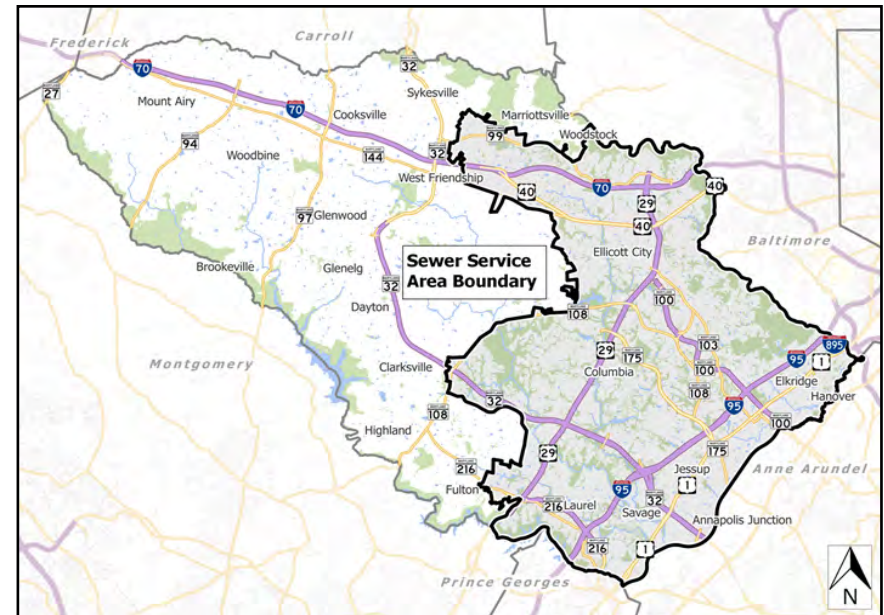 Frederick
Carroll
32
70
27
Sykesville
Mount Airy
Cooksville
70
Marriottsville
99
Woodstock
94
144
32
Woodbine
West Friendship
40
70
40
29
97
Glenwood
40
Baltimore
Ellicott City
Brookeville
Glenelg
Sewer Service
Area Boundary
32
Dayton
108
100
103
895
29
175
95
1
Montgomery
Clarksville
Columbia
100
Elkridge
32
108
95
Hanover
108
100
Highland
29
175
216
Jessup
Anne Arundel
Fulton
95
32
1
216
Laurel
Savage
Annapolis Junction
216
1
Prince Georges
N